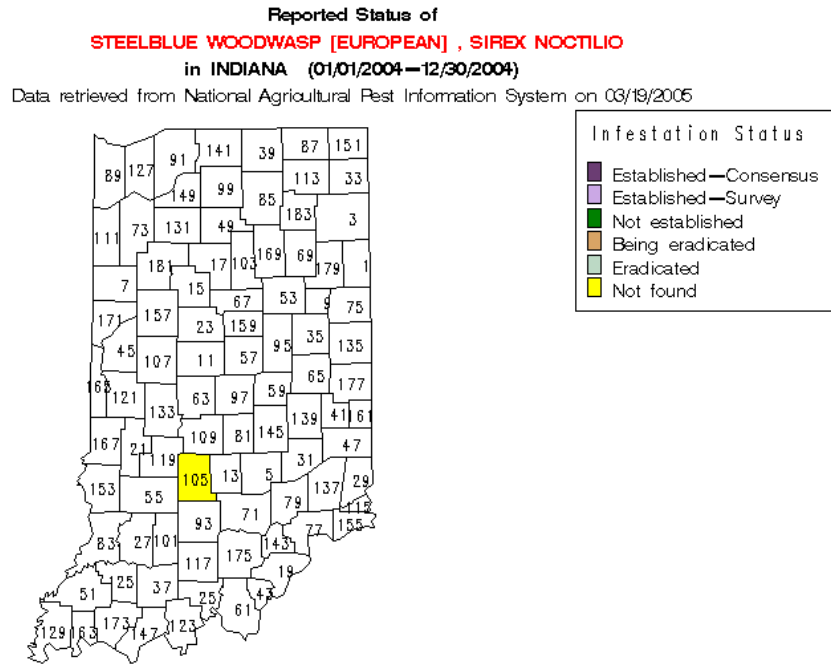 Reported Status of
STEELBLUE WOODWASP [EUROPEAN] , SIREX NOCTILIO
in INDIANA (01/01/2004—12/30/2004)
Data retrieved from National Agricultural Pest Information System on 03/19/2005
Infestation Status
Established—Consensus
Established—Survey
Not established
Being eradicated
Eradicated
Not found
89 127 91 141 39 87 151
149 99 85 113 33
111 73 131 49 183 3
181 17 103 169 69 179 1
7 15 67 53 9 75
171 157 23 159 35
45 107 11 57 95 135
165 121 63 97 59 65 177
133 139 41 161
167 21 109 81 145 47
119 105 13 5 31 29
153 55 71 79 137 115
83 27 101 93 143 77 155
117 175 19
51 125 37 25 61 43
129 163 173 147 123